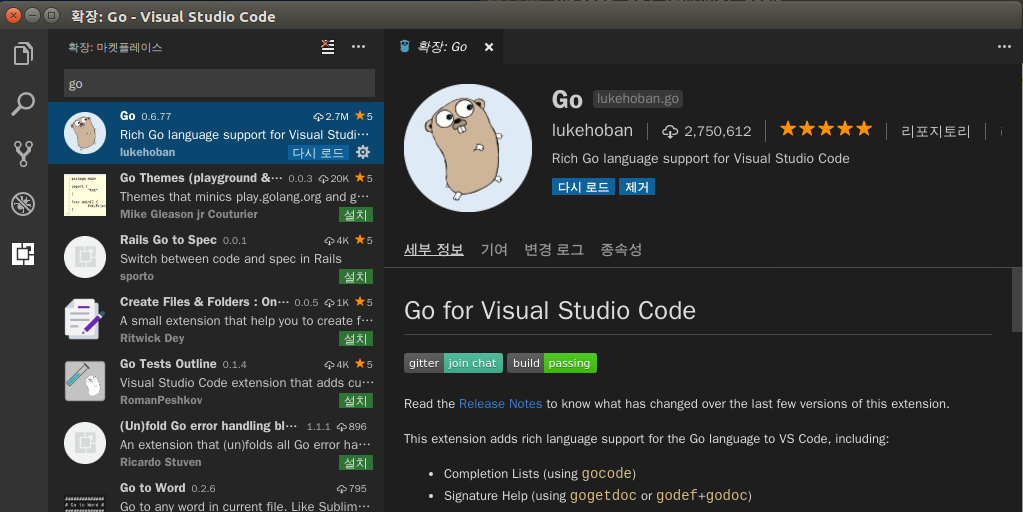 확장: Go - Visual Studio Code
확장: 마켓플레이스
go
Go 0.6.77 2.7M 5
Rich Go language support for Visual Studi…
lukehoban 다시 로드
Go Themes (playground &… 0.0.3 20K 5
Themes that minics play.golang.org and g…
Mike Gleason jr Couturier 설치
Rails Go to Spec 0.0.1 4K 5
Switch between code and spec in Rails
sporto 설치
Create Files & Folders : On… 0.0.5 1K 5
A small extension that help you to create f…
Ritwick Dey 설치
Go Tests Outline 0.1.4 4K 5
Visual Studio Code extension that adds cu…
RomanPeshkov 설치
(Un)fold Go error handling bl… 1.1.1 896
An extension that (un)folds all Go error ha…
Ricardo Stuven 설치
# Go to Word #
Go to Word 0.2.6 795
Go to any word in current file. Like Sublim…
확장: Go
Go lukehoban.go
lukehoban 2,750,612 리포지토리
Rich Go language support for Visual Studio Code
다시 로드 제거
세부 정보 기여 변경 로그 종속성
Go for Visual Studio Code
gitter join chat build passing
Read the Release Notes to know what has changed over the last few versions of this extension.
This extension adds rich language support for the Go language to VS Code, including:
• Completion Lists (using gocode)
• Signature Help (using gogetdoc or godef+godoc)